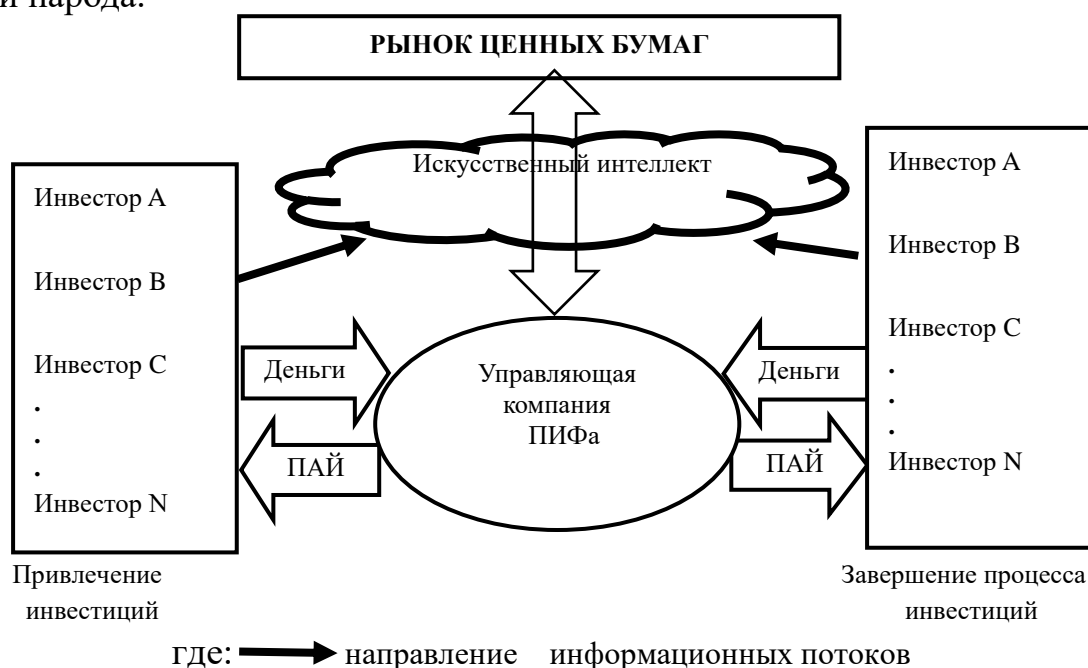 и народа.
РЫНОК ЦЕННЫХ БУМАГ
Искусственный интеллект
Инвестор А
Инвестор В
Инвестор С
.
.
.
Инвестор N
Привлечение
инвестиций
Деньги
ПАЙ
Управляющая
компания
ПИФа
Деньги
ПАЙ
Инвестор А
Инвестор В
Инвестор С
.
.
.
Инвестор N
Завершение процесса
инвестиций
где: направление информационных потоков